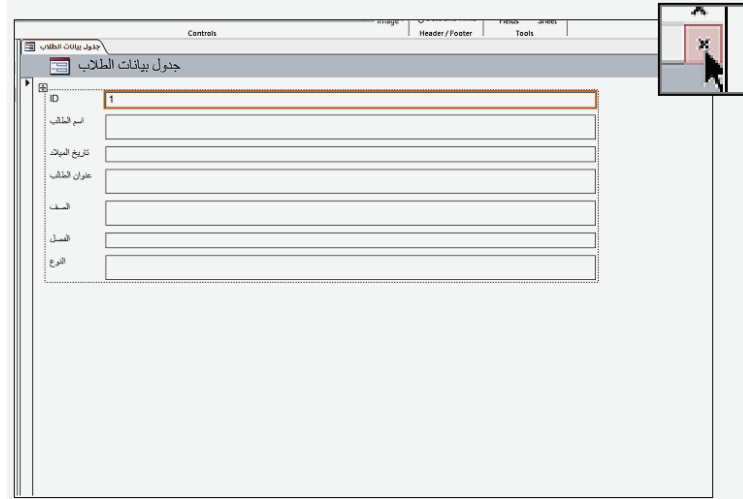 Image
Fields Sheet
Controls
Header / Footer
Tools
جدول بيانات الطلاب
جدول بيانات الطلاب
ID
1
اسم الطالب
تاريخ الميلاد
عنوان الطالب
الصف
الفصل
النوع